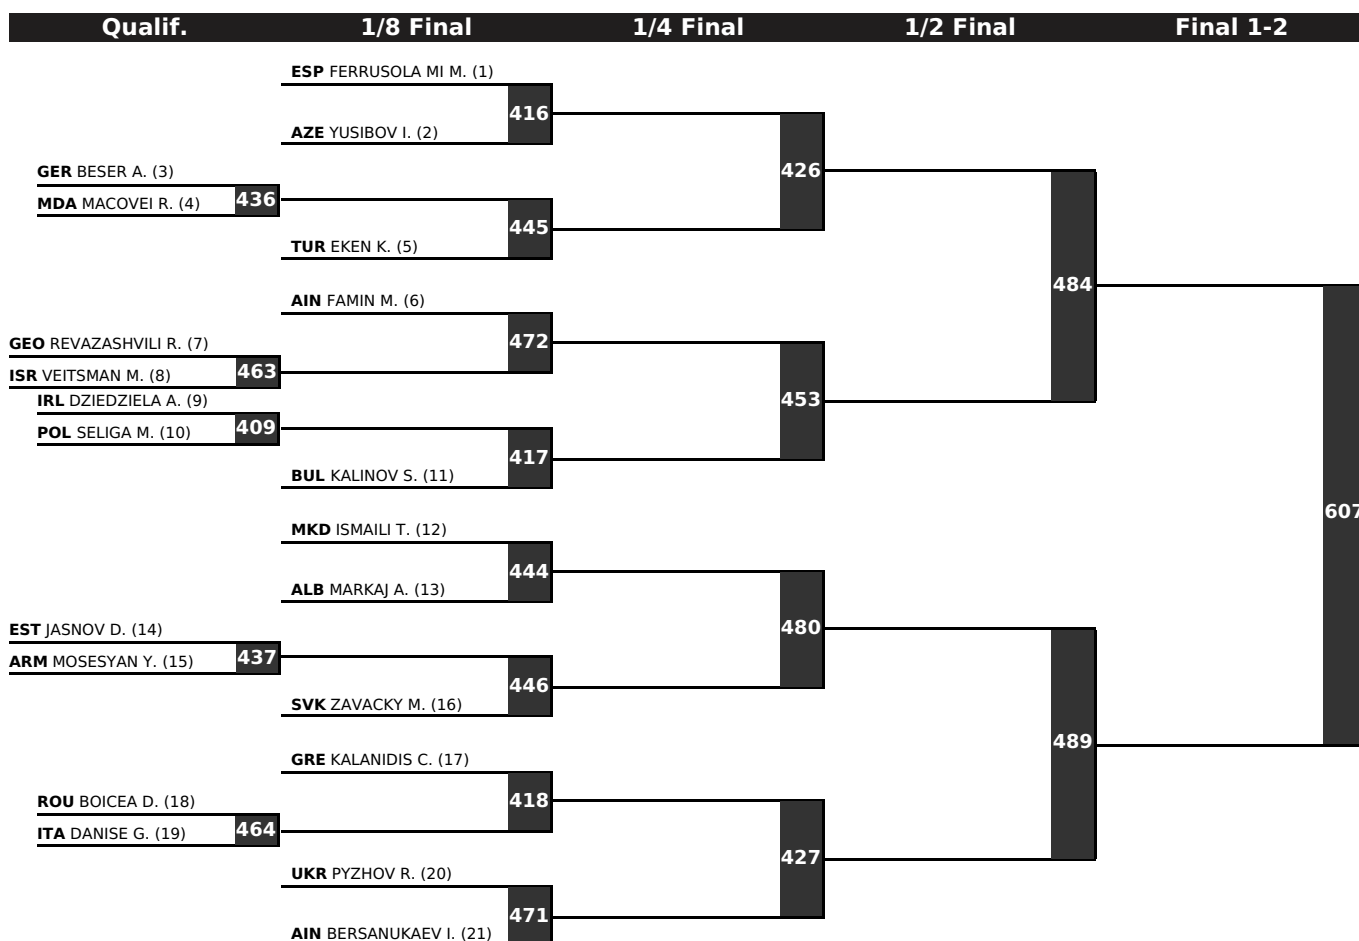 Qualif. 1/8 Final 1/4 Final 1/2 Final Final 1-2
ESP FERRUSOLA MI M. (1)
416
AZE YUSIBOV I. (2)
GER BESER A. (3)
426
MDA MACOVEI R. (4)
436
445
TUR EKEN K. (5)
484
AIN FAMIN M. (6)
GEO REVAZASHVILI R. (7)
472
ISR VEITSMAN M. (8)
463
IRL DZIEDZIELA A. (9)
453
POL SELIGA M. (10)
409
417
BUL KALINOV S. (11)
607
MKD ISMAILI T. (12)
444
ALB MARKAJ A. (13)
EST JASNOV D. (14)
480
ARM MOSESYAN Y. (15)
437
446
SVK ZAVACKY M. (16)
489
GRE KALANIDIS C. (17)
ROU BOICEA D. (18)
418
ITA DANISE G. (19)
464
427
UKR PYZHOV R. (20)
471
AIN BERSANUKAEV I. (21)